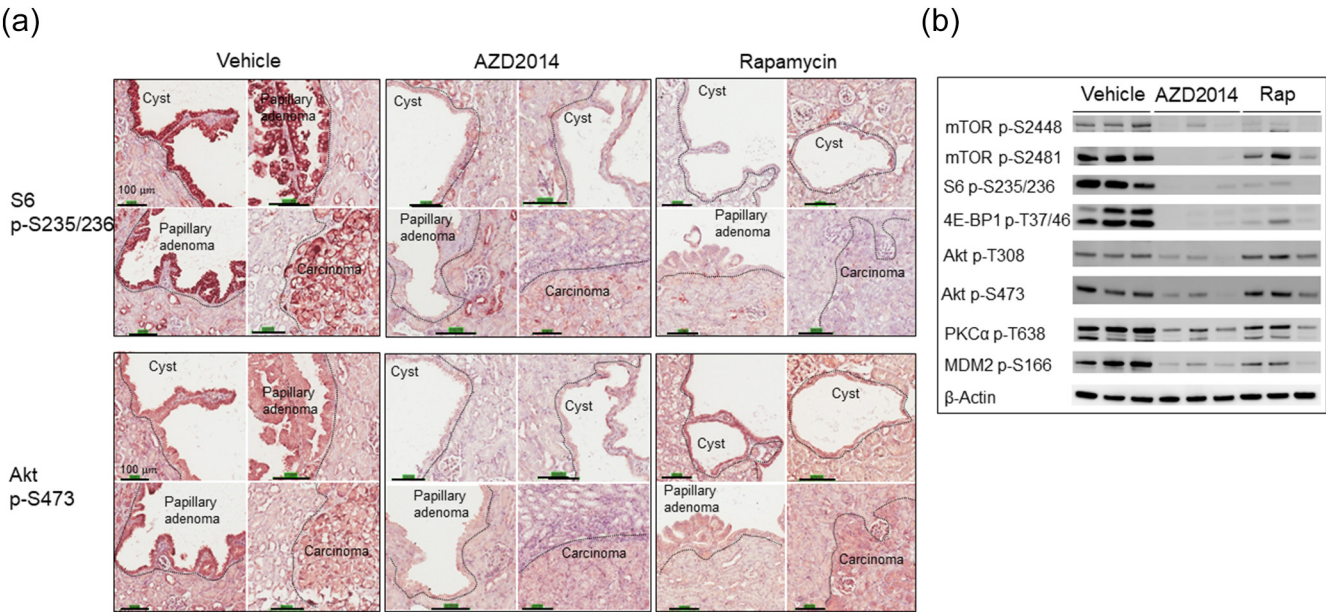 (a)
(b)
Vehicle
AZD2014
Rapamycin
S6
p-S235/236
Cyst
100 µm
Papillary
adenoma
Papillary
adenoma
Carcinoma
Cyst
Cyst
Papillary
adenoma
Carcinoma
Cyst
Cyst
Papillary
adenoma
Carcinoma
Akt
p-S473
Cyst
100 µm
Papillary
adenoma
Papillary
adenoma
Carcinoma
Cyst
Cyst
Papillary
adenoma
Carcinoma
Cyst
Cyst
Papillary
adenoma
Carcinoma
Vehicle AZD2014 Rap
mTOR p-S2448
mTOR p-S2481
S6 p-S235/236
4E-BP1 p-T37/46
Akt p-T308
Akt p-S473
PKCα p-T638
MDM2 p-S166
β-Actin